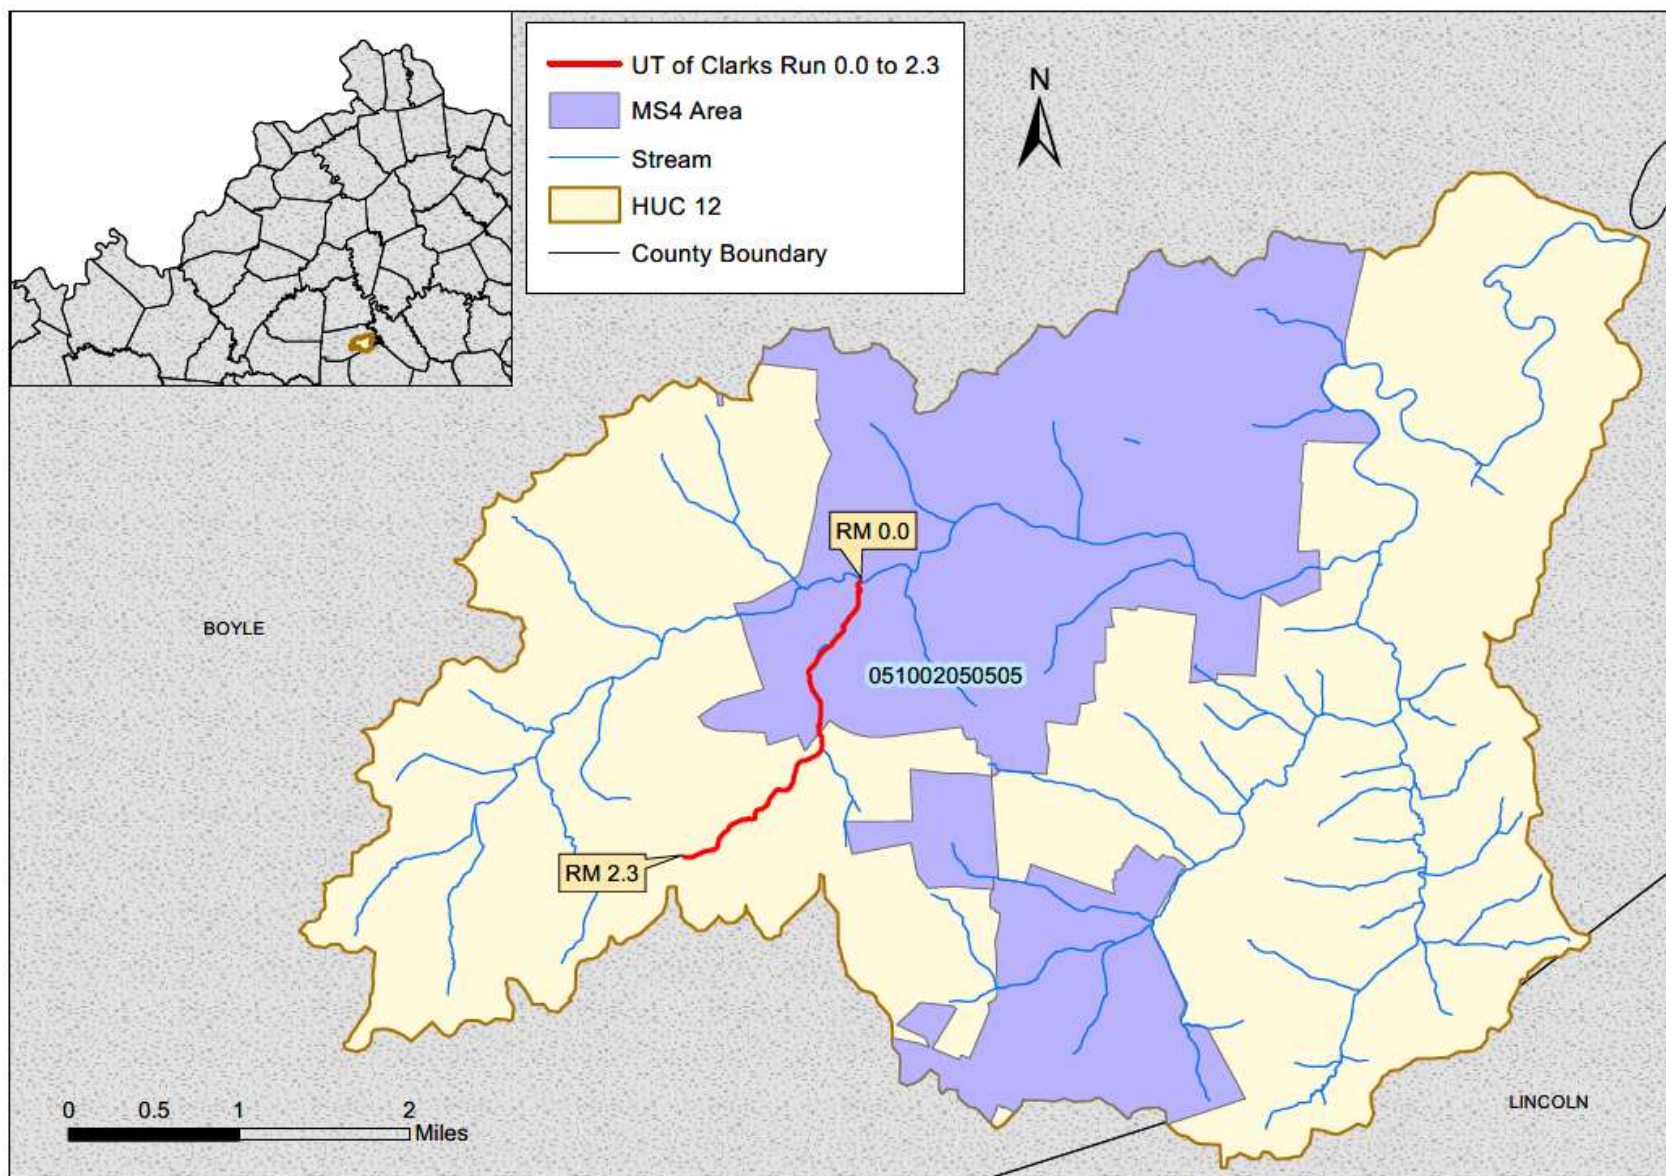 UT of Clarks Run 0.0 to 2.3
MS4 Area
Stream
HUC 12
County Boundary
N
RM 0.0
BOYLE
051002050505
RM 2.3
0 0.5 1 2
Miles
LINCOLN